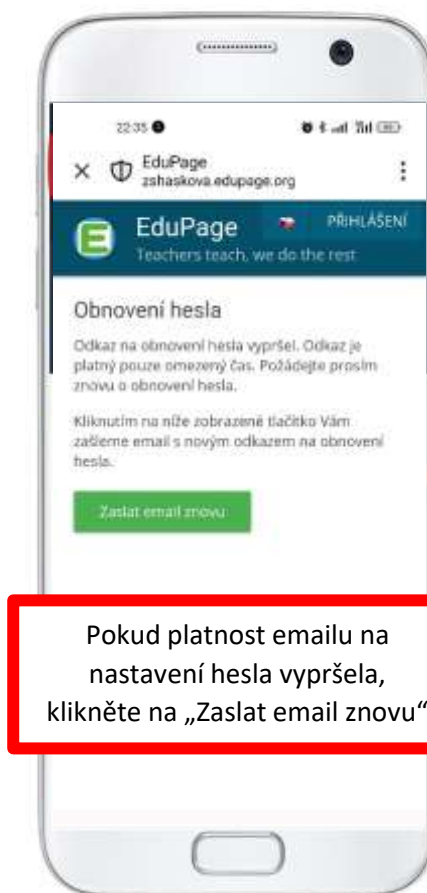 22:35
EduPage
zshaskova.edupage.org
EduPage
PŘIHLÁŠENÍ
Teachers teach, we do the rest
Obnovení hesla
Odkaz na obnovení hesla vypršel. Odkaz je
platný pouze omezený čas. Požádejte prosím
znovu o obnovení hesla.
Kliknutím na níže zobrazené tlačítko Vám
zašleme email s novým odkazem na obnovení
hesla.
Zaslat email znovu
Pokud platnost emailu na
nastavení hesla vypršela,
klikněte na „Zaslat email znovu“